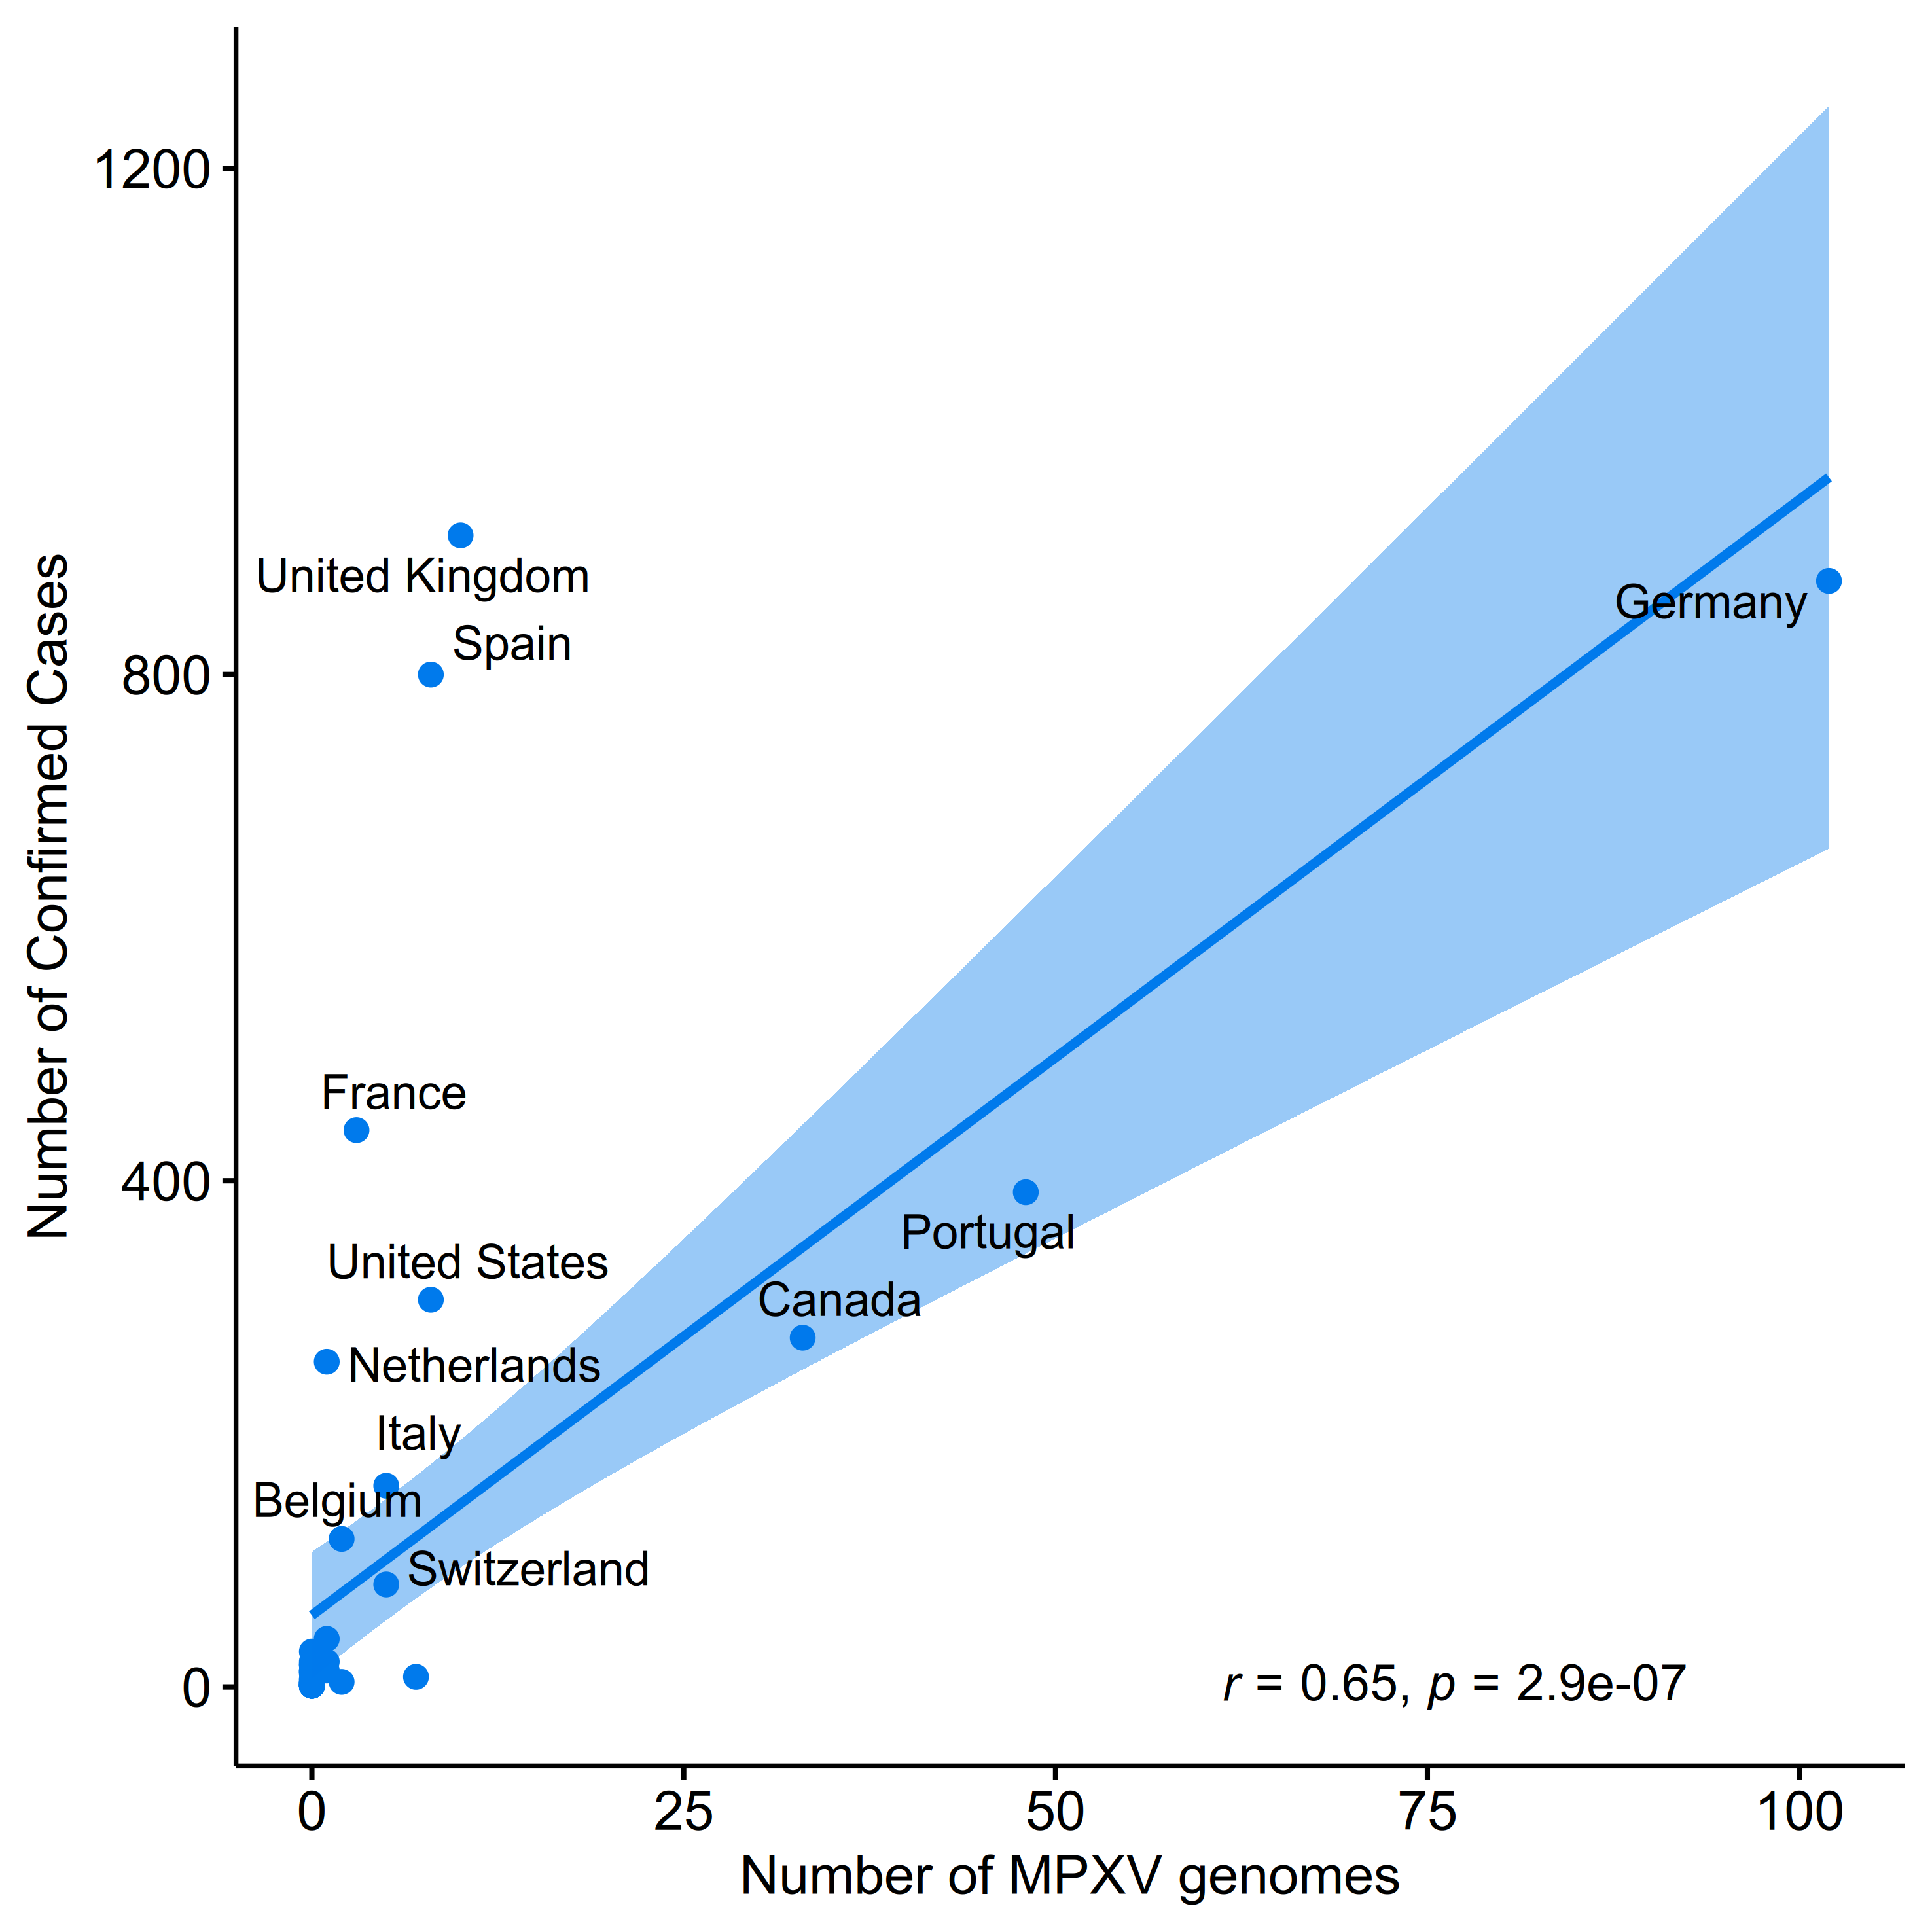 1200
800
400
0
Number of Confirmed Cases
United Kingdom
Spain
Germany
France
Portugal
United States
Canada
Netherlands
Italy
Belgium
Switzerland
r = 0.65, p = 2.9e-07
0 25 50 75 100
Number of MPXV genomes